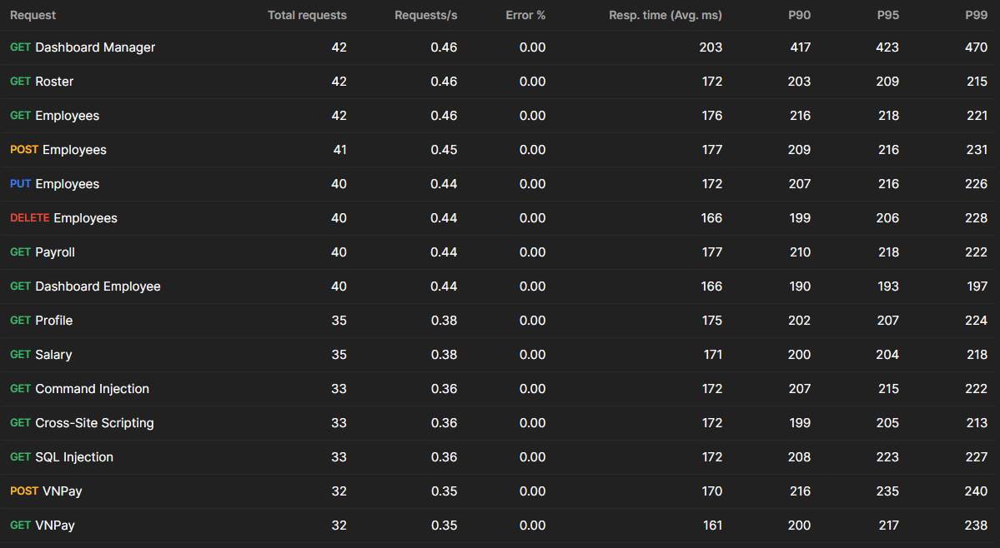 Request Total requests Requests/s Error % Resp. time (Avg. ms) P90 P95 P99
GET Dashboard Manager 42 0.46 0.00 203 417 423 470
GET Roster 42 0.46 0.00 172 203 209 215
GET Employees 42 0.46 0.00 176 216 218 221
POST Employees 41 0.45 0.00 177 209 216 231
PUT Employees 40 0.44 0.00 172 207 216 226
DELETE Employees 40 0.44 0.00 166 199 206 228
GET Payroll 40 0.44 0.00 177 210 218 222
GET Dashboard Employee 40 0.44 0.00 166 190 193 197
GET Profile 35 0.38 0.00 175 202 207 224
GET Salary 35 0.38 0.00 171 200 204 218
GET Command Injection 33 0.36 0.00 172 207 215 222
GET Cross-Site Scripting 33 0.36 0.00 172 199 205 213
GET SQL Injection 33 0.36 0.00 172 208 223 227
POST VNPay 32 0.35 0.00 170 216 235 240
GET VNPay 32 0.35 0.00 161 200 217 238